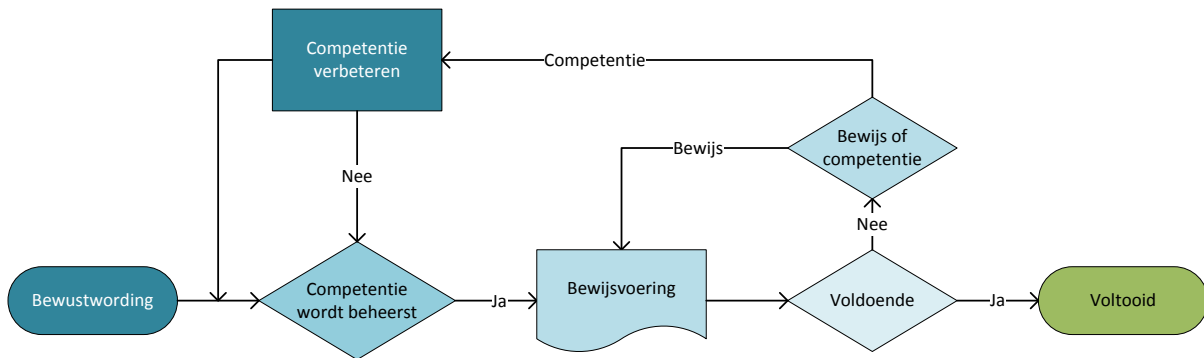 Competentie
verbeteren
Competentie
Bewijs of
competentie
Bewijs
Nee
Nee
Bewustwording
Competentie
wordt beheerst
Ja
Bewijsvoering
Voldoende
Ja
Voltooid